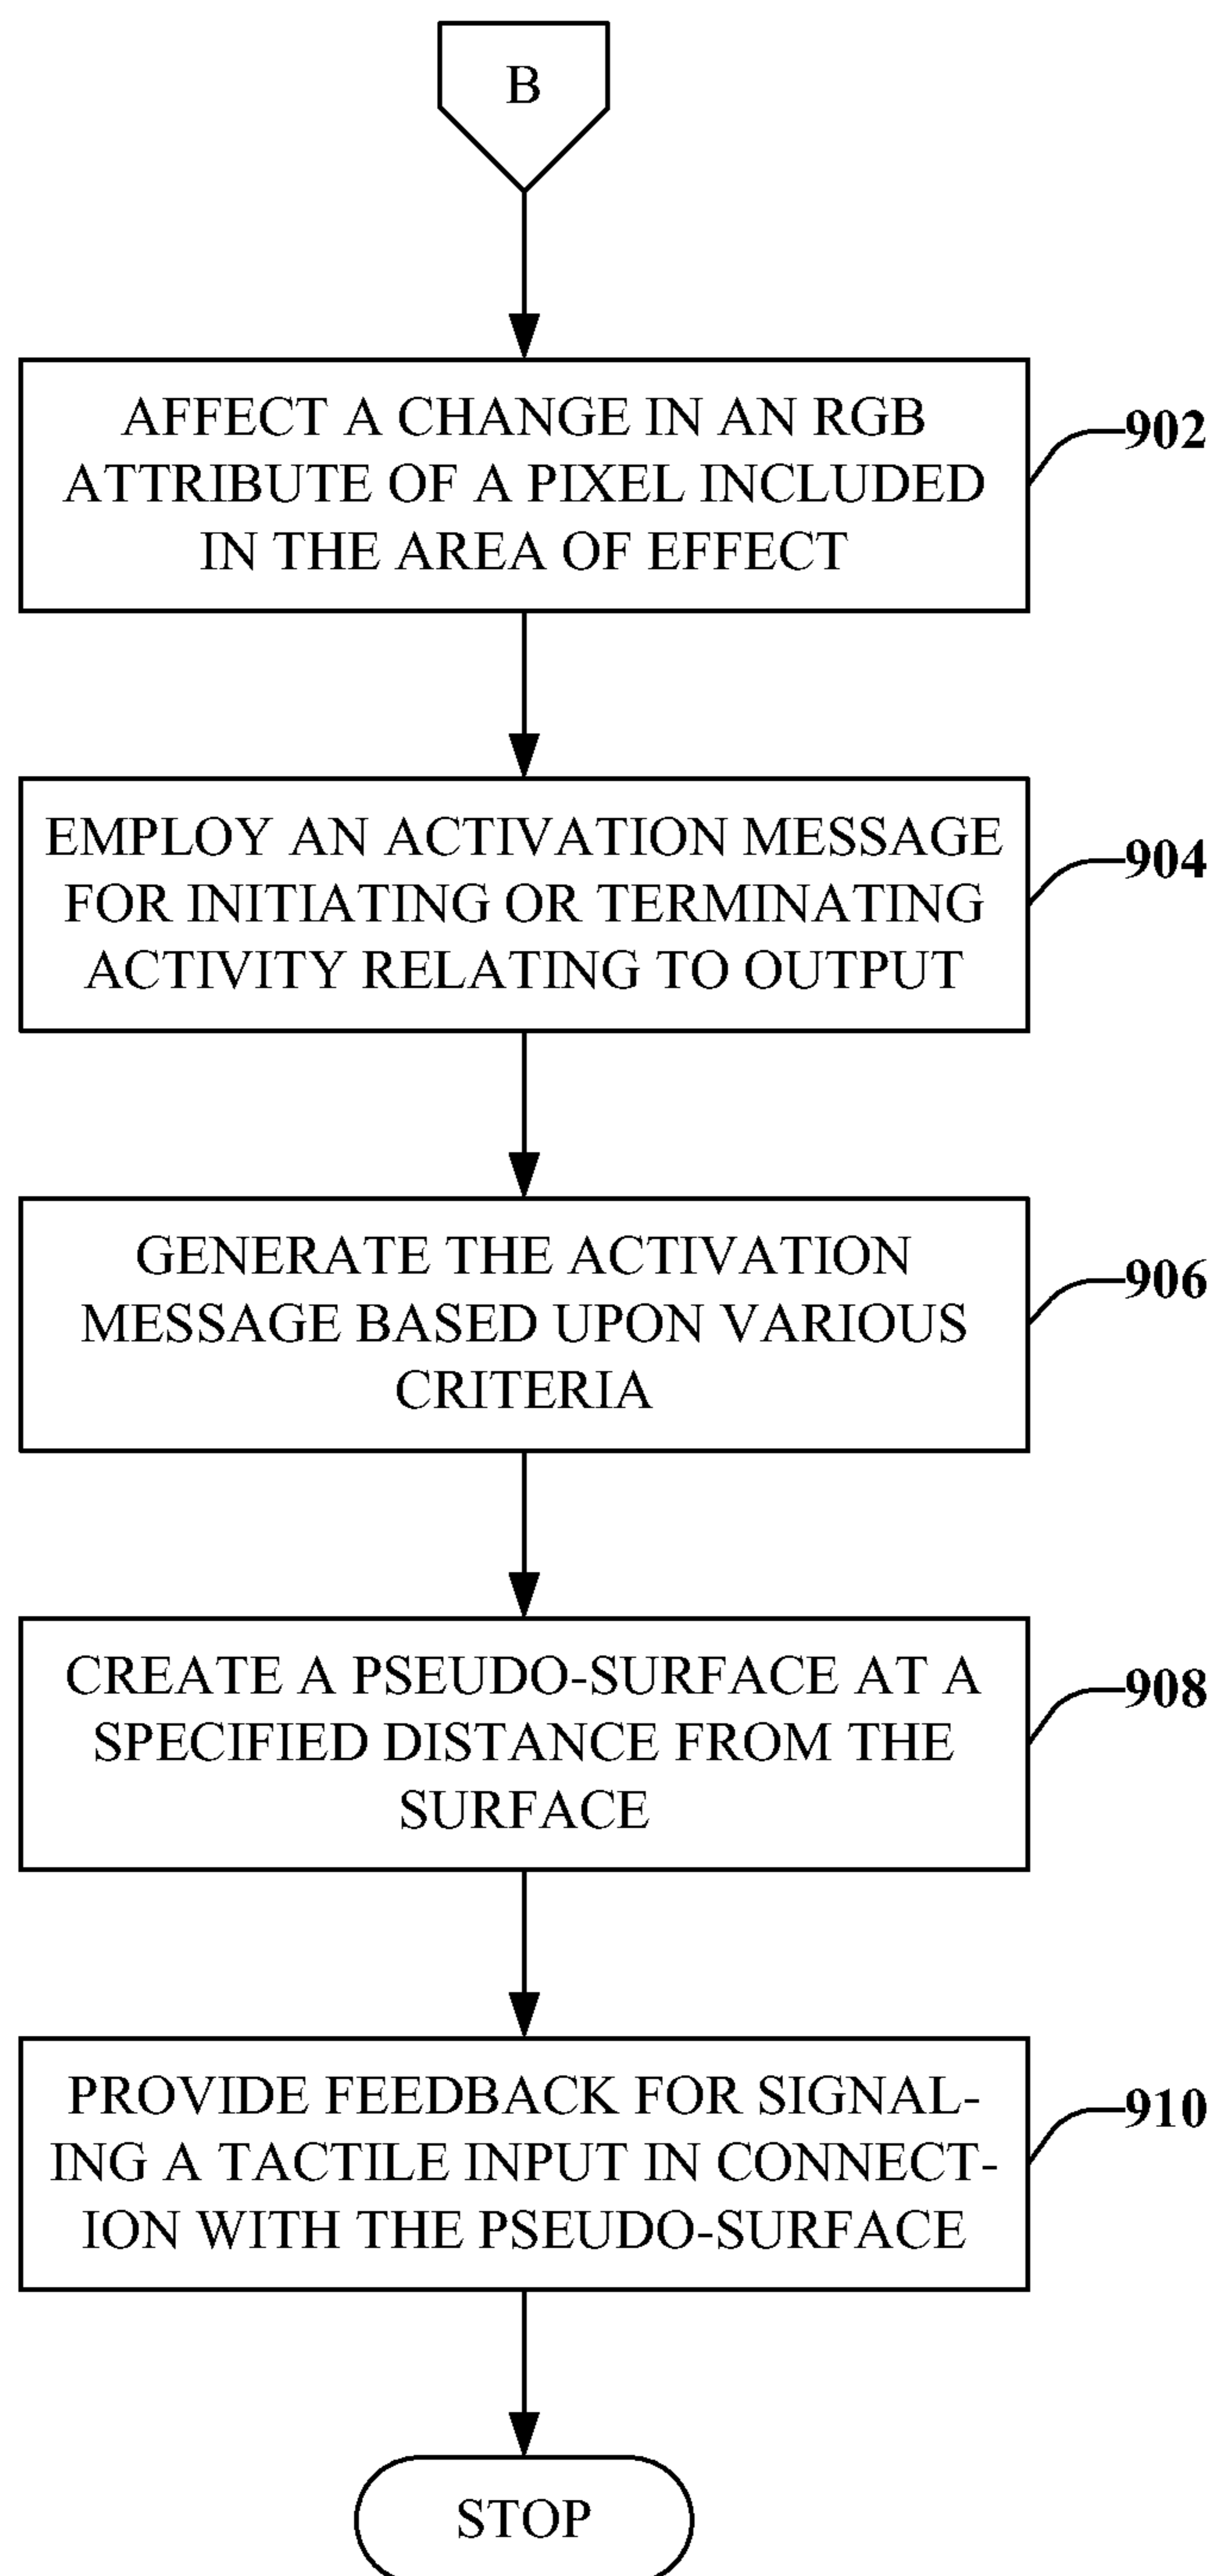 B
AFFECT A CHANGE IN AN RGB
ATTRIBUTE OF A PIXEL INCLUDED
IN THE AREA OF EFFECT
902
EMPLOY AN ACTIVATION MESSAGE
FOR INITIATING OR TERMINATING
ACTIVITY RELATING TO OUTPUT
904
GENERATE THE ACTIVATION
MESSAGE BASED UPON VARIOUS
CRITERIA
906
CREATE A PSEUDO-SURFACE AT A
SPECIFIED DISTANCE FROM THE
SURFACE
908
PROVIDE FEEDBACK FOR SIGNAL-
ING A TACTILE INPUT IN CONNECT-
ION WITH THE PSEUDO-SURFACE
910
STOP